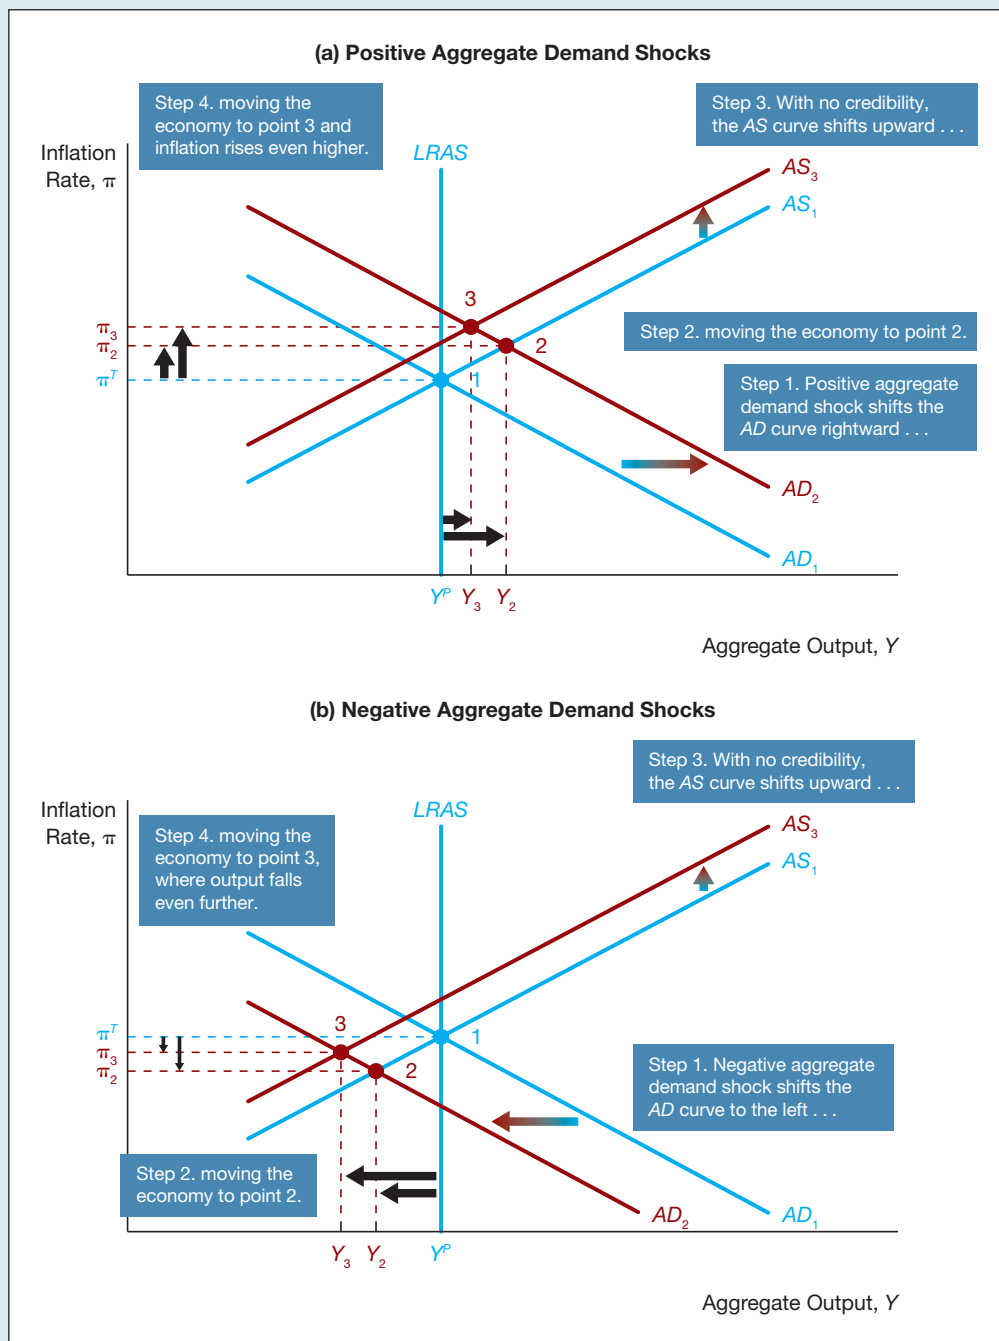 (a) Positive Aggregate Demand Shocks
Step 4. moving the
economy to point 3 and
inflation rises even higher.
Step 3. With no credibility,
the AS curve shifts upward . . .
Inflation
Rate, π
LRAS
AS3
AS1
3
π3
π2
2
Step 2. moving the economy to point 2.
πT
1
Step 1. Positive aggregate
demand shock shifts the
AD curve rightward . . .
AD2
AD1
YP
Y3
Y2
Aggregate Output, Y
(b) Negative Aggregate Demand Shocks
Step 3. With no credibility,
the AS curve shifts upward . . .
Inflation
Rate, π
LRAS
AS3
AS1
Step 4. moving the
economy to point 3,
where output falls
even further.
πT
3
1
π3
π2
2
Step 1. Negative aggregate
demand shock shifts the
AD curve to the left . . .
Step 2. moving the
economy to point 2.
AD2
AD1
Y3
Y2
YP
Aggregate Output, Y